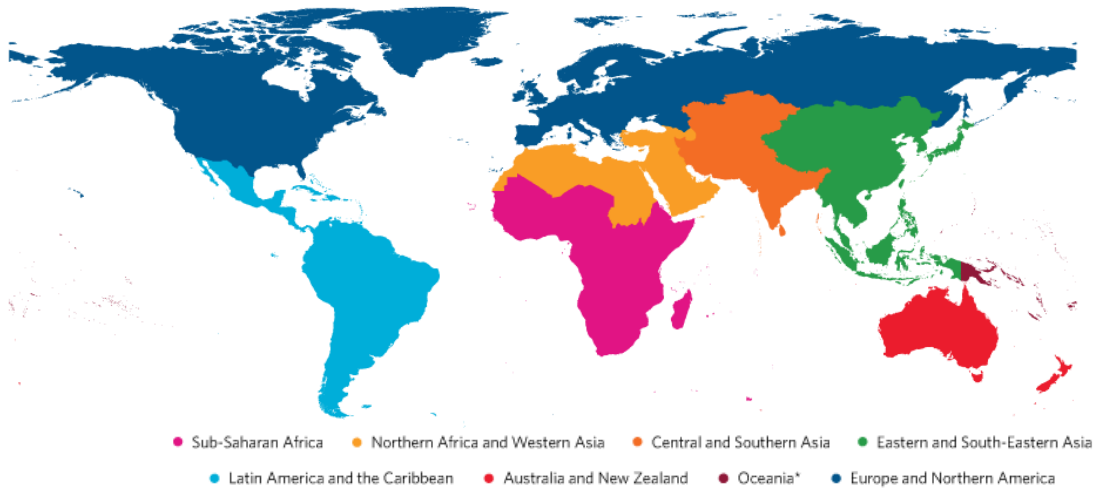 Sub-Saharan Africa Northern Africa and Western Asia Central and Southern Asia Eastern and South-Eastern Asia
Latin America and the Caribbean Australia and New Zealand Oceania* Europe and Northern America